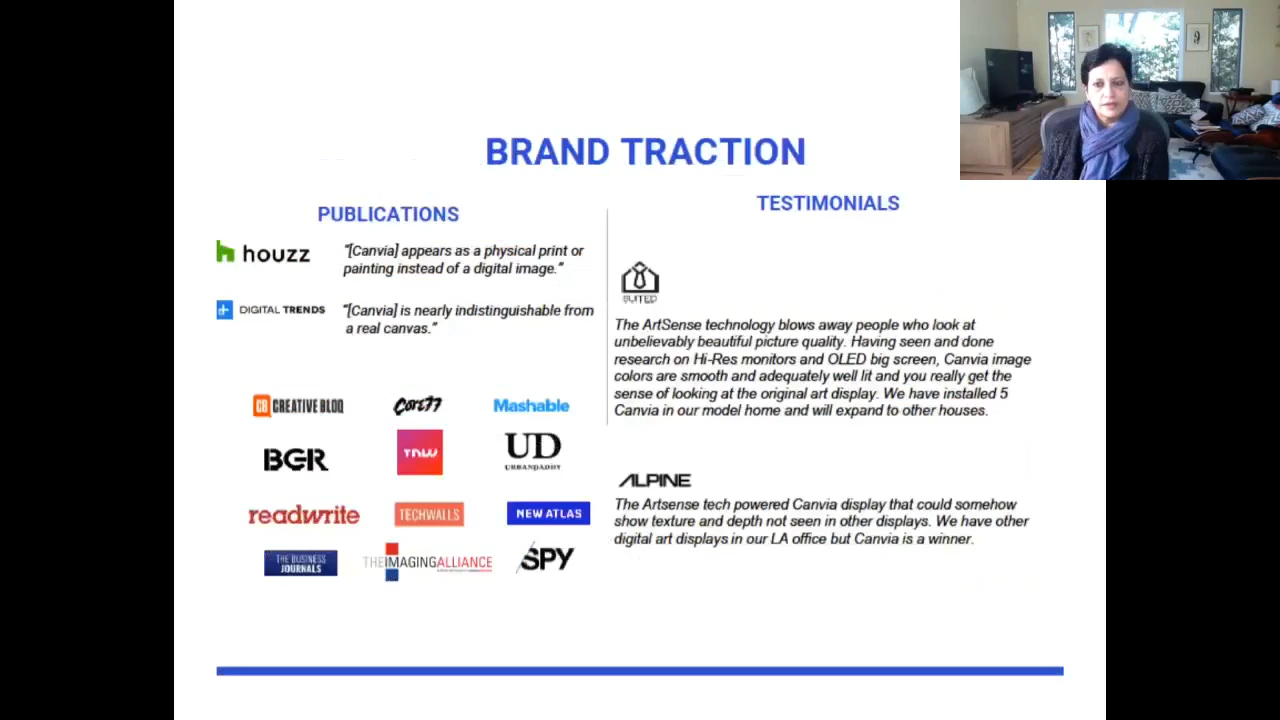 BRAND TRACTION
PUBLICATIONS
houzz
"[Canvia] appears as a physical print or
painting instead of a digital image."
DIGITAL TRENDS
"[Canvia] is nearly indistinguishable from
a real canvas."
CB CREATIVE BLOQ
Core77
Mashable
BGR
TNW
UD
URBANDADDY
readwrite
TECHWALLS
NEW ATLAS
THE BUSINESS
JOURNALS
THE IMAGING ALLIANCE
SPY
TESTIMONIALS
SUITED
The ArtSense technology blows away people who look at
unbelievably beautiful picture quality. Having seen and done
research on Hi-Res monitors and OLED big screen, Canvia image
colors are smooth and adequately well lit and you really get the
sense of looking at the original art display. We have installed 5
Canvia in our model home and will expand to other houses.
ALPINE
The Artsense tech powered Canvia display that could somehow
show texture and depth not seen in other displays. We have other
digital art displays in our LA office but Canvia is a winner.